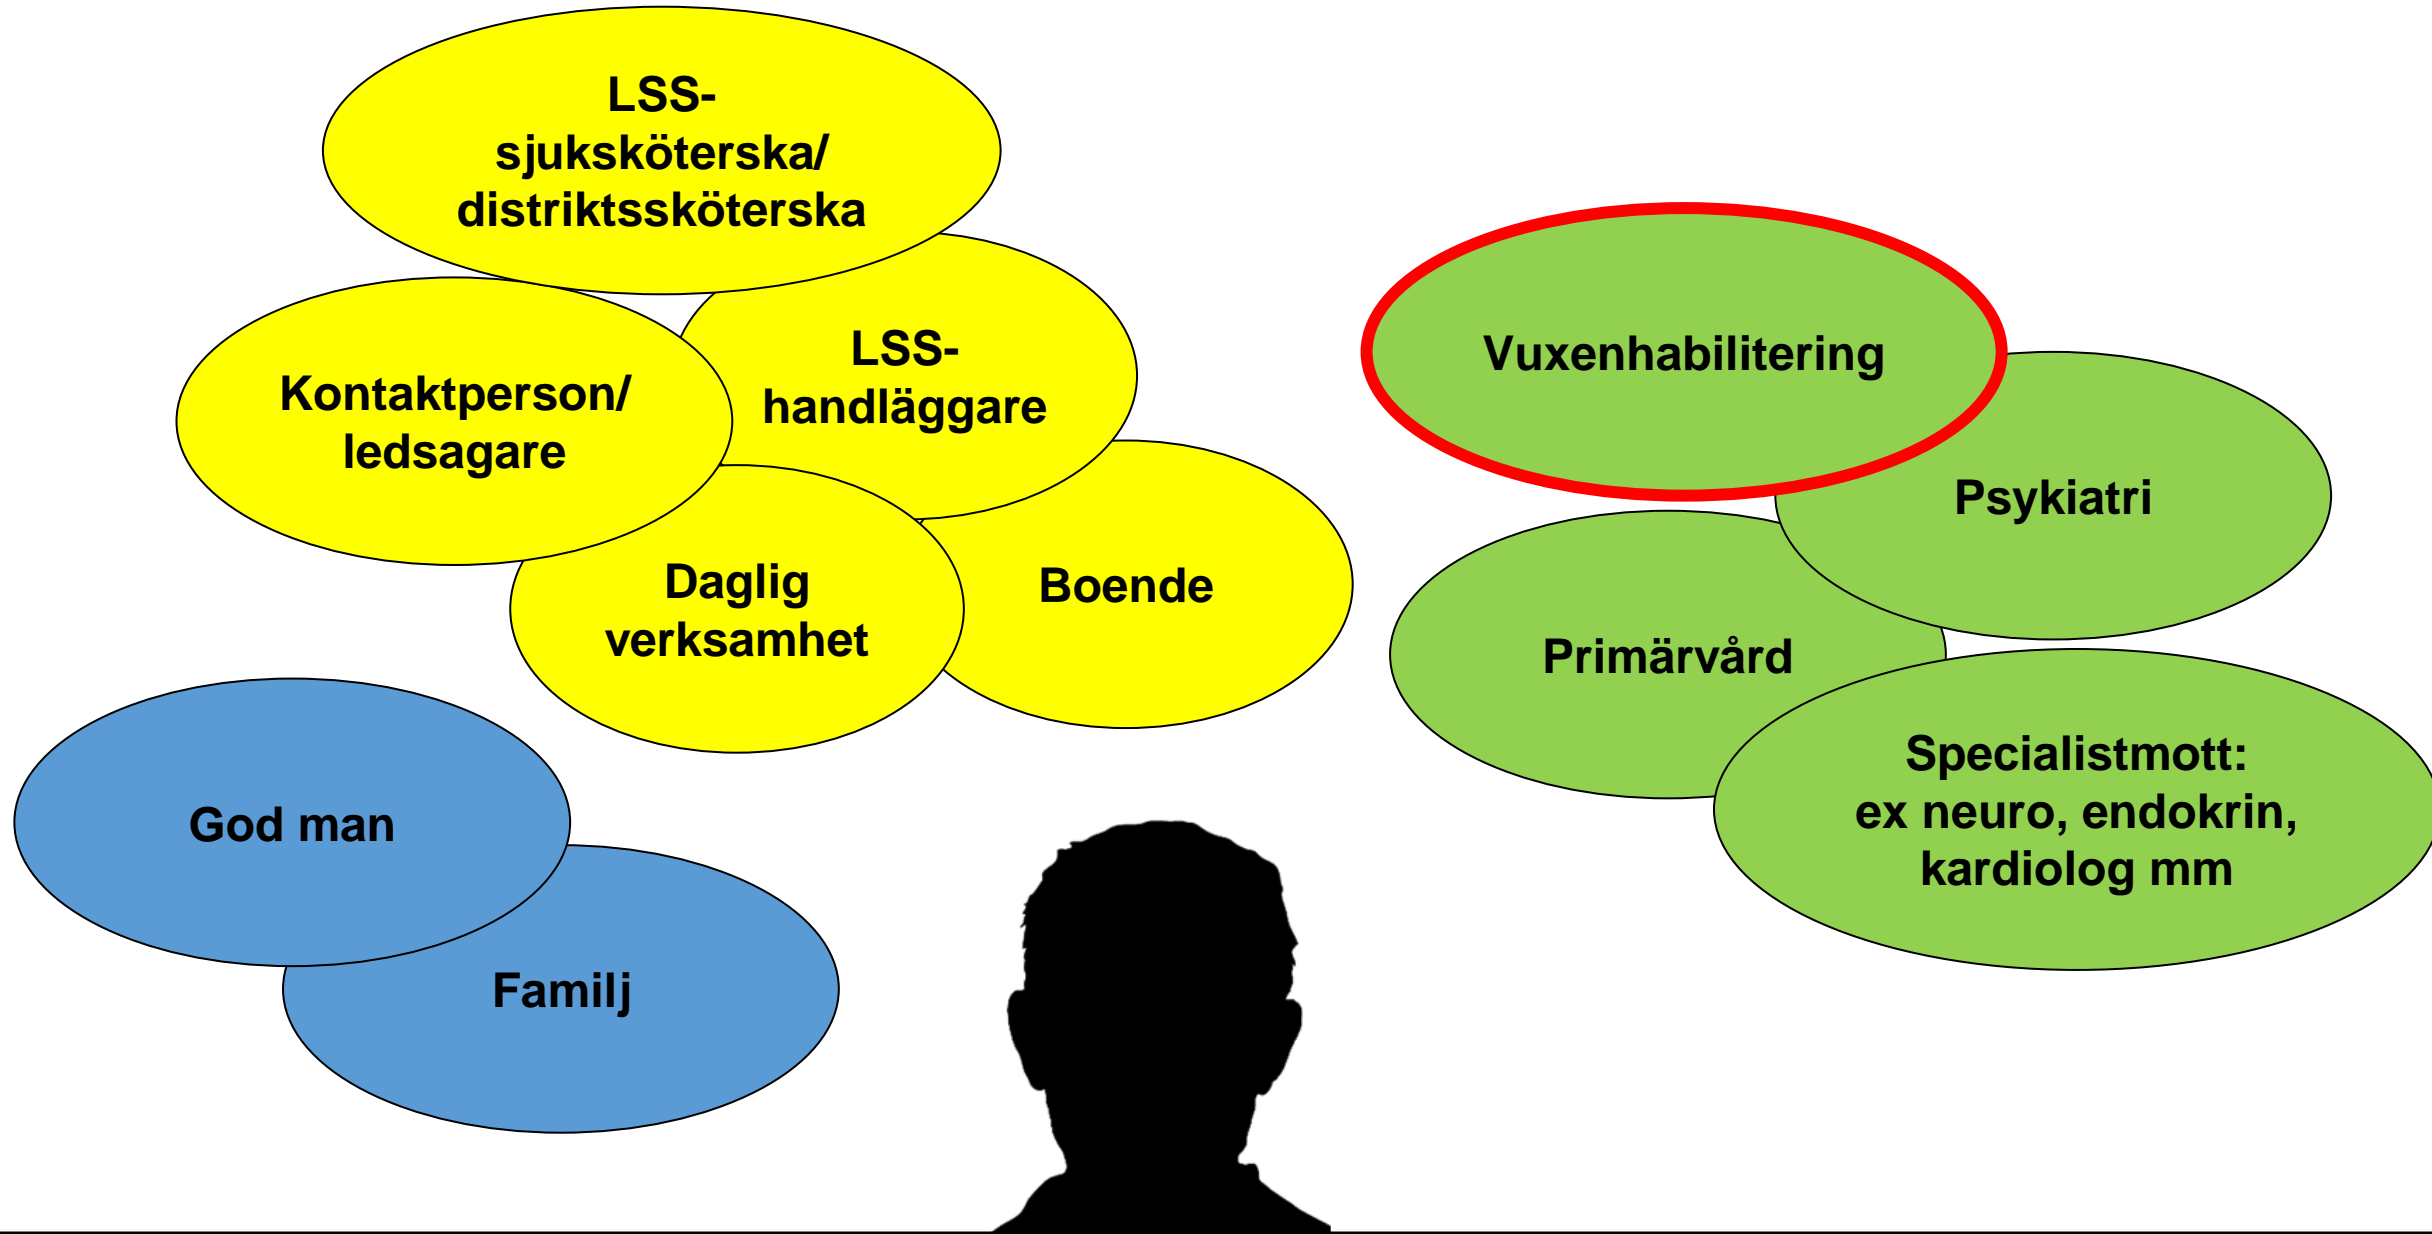 LSS-
sjuksköterska/
distriktssköterska
LSS-
handläggare
Kontaktperson/
ledsagare
Daglig
verksamhet
Boende
God man
Familj
Vuxenhabilitering
Psykiatri
Primärvård
Specialistmott:
ex neuro, endokrin,
kardiolog mm